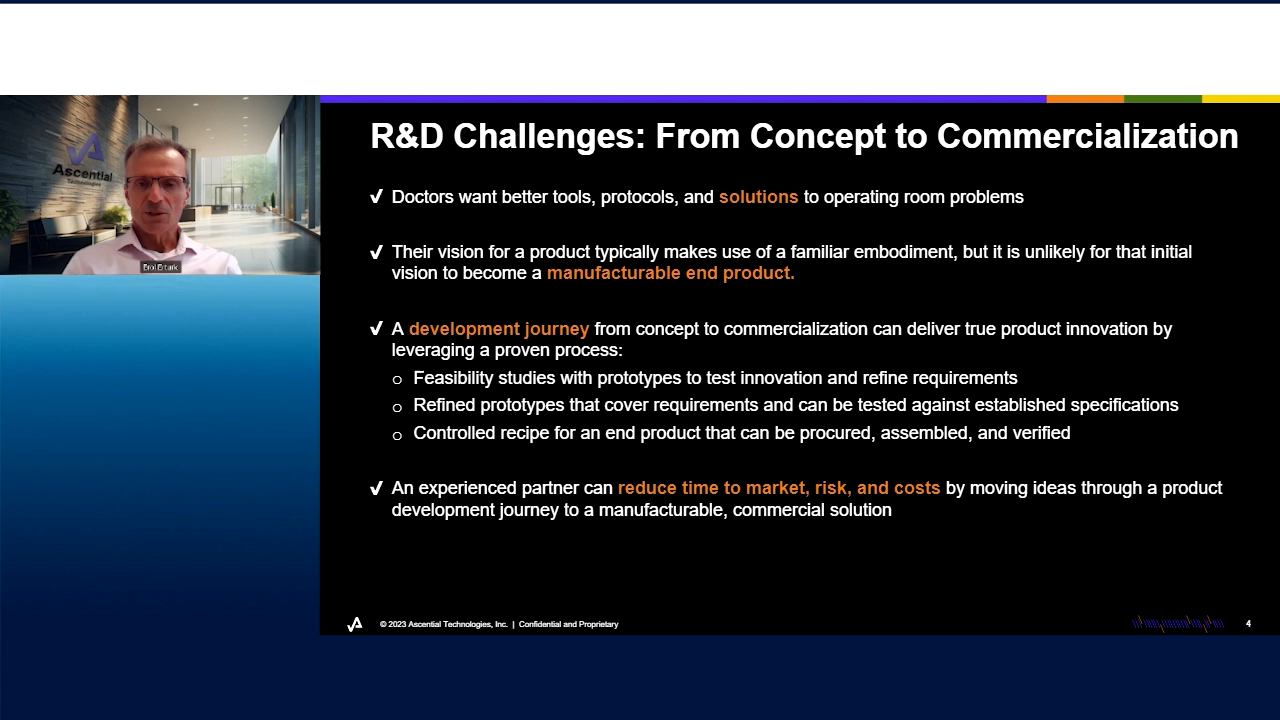 Ascential
Technologies
Erol Erturk
R&D Challenges: From Concept to Commercialization
✓ Doctors want better tools, protocols, and solutions to operating room problems
✓ Their vision for a product typically makes use of a familiar embodiment, but it is unlikely for that initial
vision to become a manufacturable end product.
✓ A development journey from concept to commercialization can deliver true product innovation by
leveraging a proven process:
o Feasibility studies with prototypes to test innovation and refine requirements
o Refined prototypes that cover requirements and can be tested against established specifications
o Controlled recipe for an end product that can be procured, assembled, and verified
✓ An experienced partner can reduce time to market, risk, and costs by moving ideas through a product
development journey to a manufacturable, commercial solution
© 2023 Ascential Technologies, Inc. | Confidential and Proprietary
4